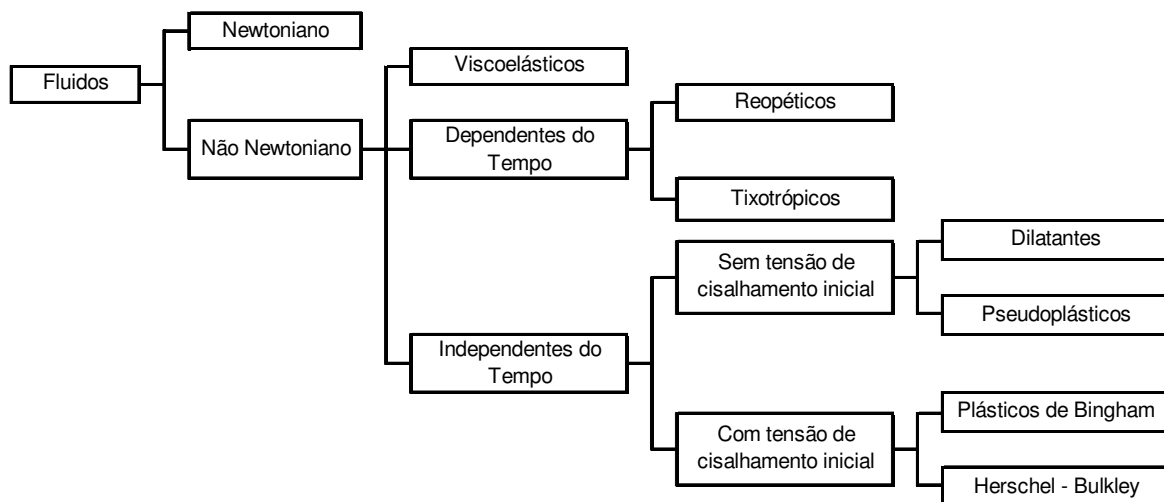 Fluidos
Newtoniano
Não Newtoniano
Viscoelásticos
Dependentes do
Tempo
Reopéticos
Tixotrópicos
Independentes do
Tempo
Sem tensão de
cisalhamento inicial
Dilatantes
Pseudoplásticos
Com tensão de
cisalhamento inicial
Plásticos de Bingham
Herschel - Bulkley